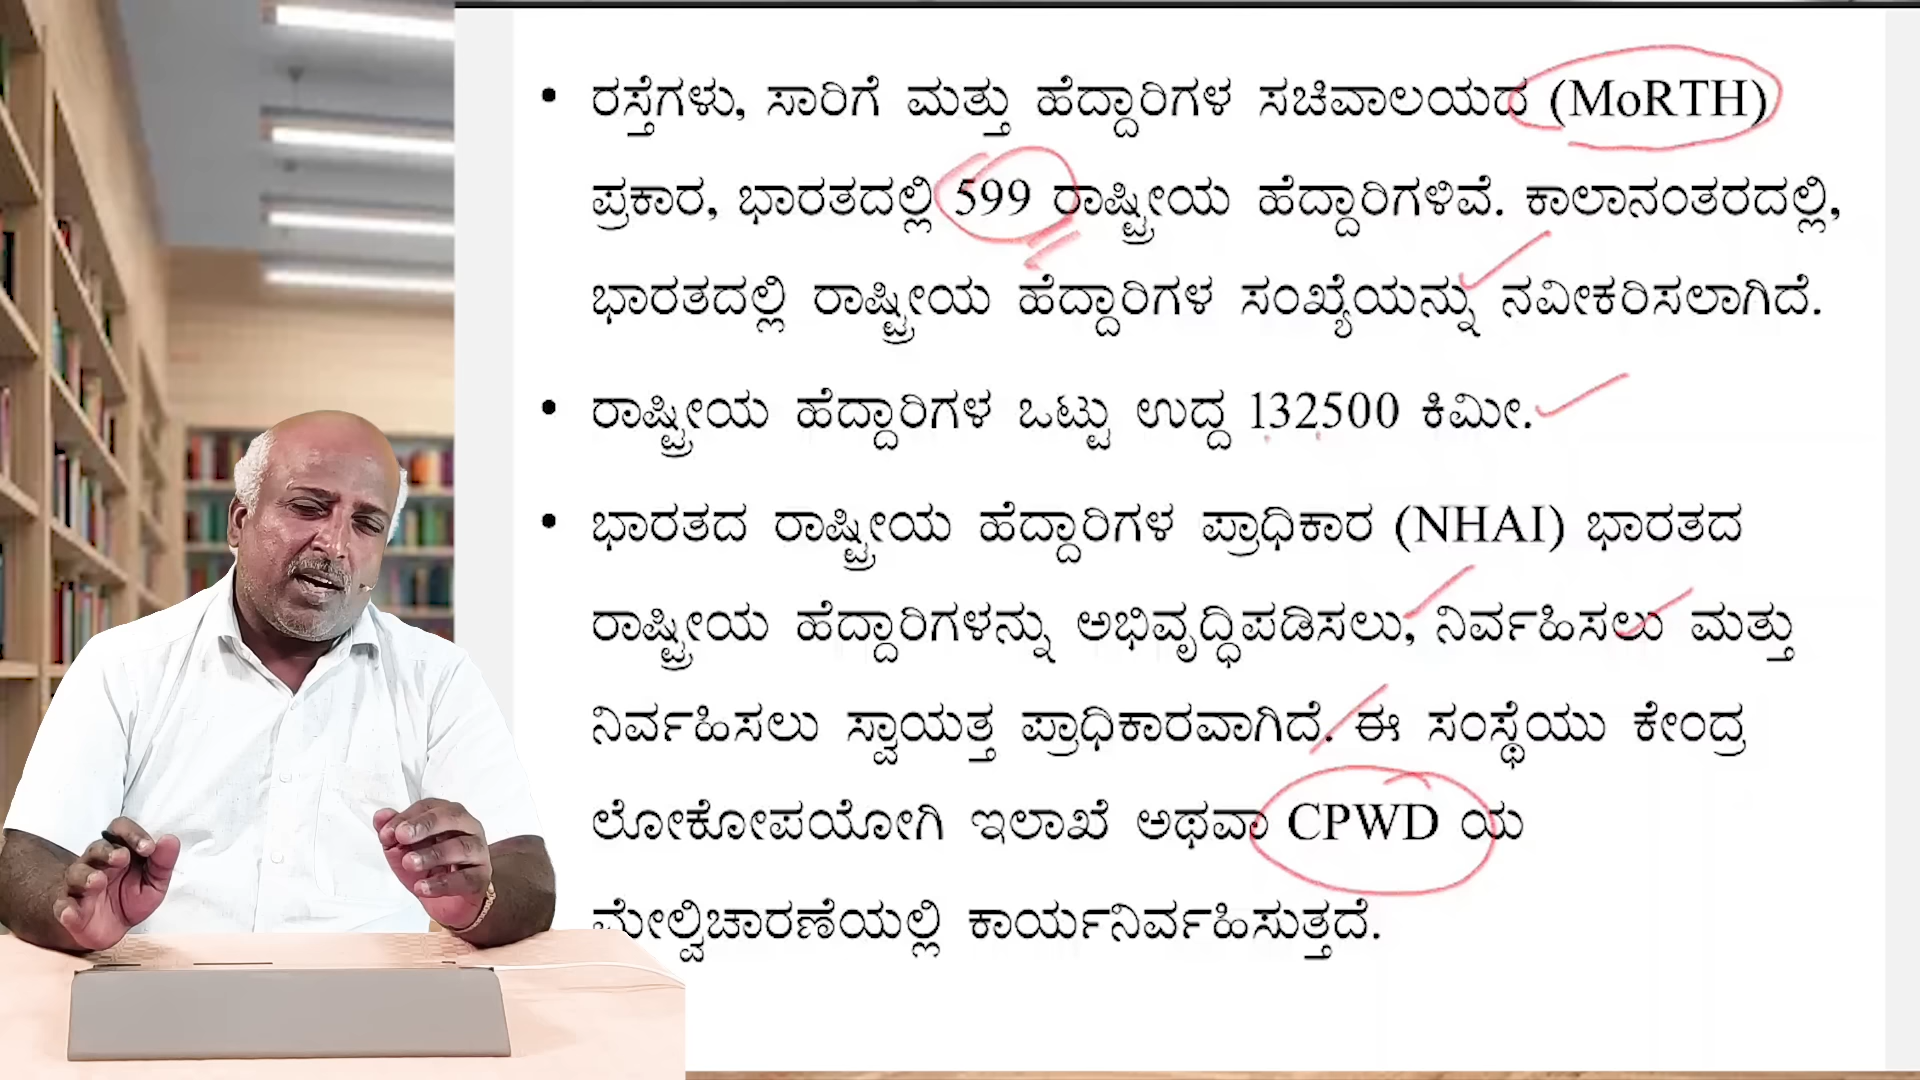 • ರಸ್ತೆಗಳು, ಸಾರಿಗೆ ಮತ್ತು ಹೆದ್ದಾರಿಗಳ ಸಚಿವಾಲಯದ (MoRTH)
ಪ್ರಕಾರ, ಭಾರತದಲ್ಲಿ 599 ರಾಷ್ಟ್ರೀಯ ಹೆದ್ದಾರಿಗಳಿವೆ. ಕಾಲಾನಂತರದಲ್ಲಿ,
ಭಾರತದಲ್ಲಿ ರಾಷ್ಟ್ರೀಯ ಹೆದ್ದಾರಿಗಳ ಸಂಖ್ಯೆಯನ್ನು ನವೀಕರಿಸಲಾಗಿದೆ.
• ರಾಷ್ಟ್ರೀಯ ಹೆದ್ದಾರಿಗಳ ಒಟ್ಟು ಉದ್ದ 132500 ಕಿಮೀ.
• ಭಾರತದ ರಾಷ್ಟ್ರೀಯ ಹೆದ್ದಾರಿಗಳ ಪ್ರಾಧಿಕಾರ (NHAI) ಭಾರತದ
ರಾಷ್ಟ್ರೀಯ ಹೆದ್ದಾರಿಗಳನ್ನು ಅಭಿವೃದ್ಧಿಪಡಿಸಲು, ನಿರ್ವಹಿಸಲು ಮತ್ತು
ನಿರ್ವಹಿಸಲು ಸ್ವಾಯತ್ತ ಪ್ರಾಧಿಕಾರವಾಗಿದೆ. ಈ ಸಂಸ್ಥೆಯು ಕೇಂದ್ರ
ಲೋಕೋಪಯೋಗಿ ಇಲಾಖೆ ಅಥವಾ CPWD ಯ
ಮೇಲ್ವಿಚಾರಣೆಯಲ್ಲಿ ಕಾರ್ಯನಿರ್ವಹಿಸುತ್ತದೆ.